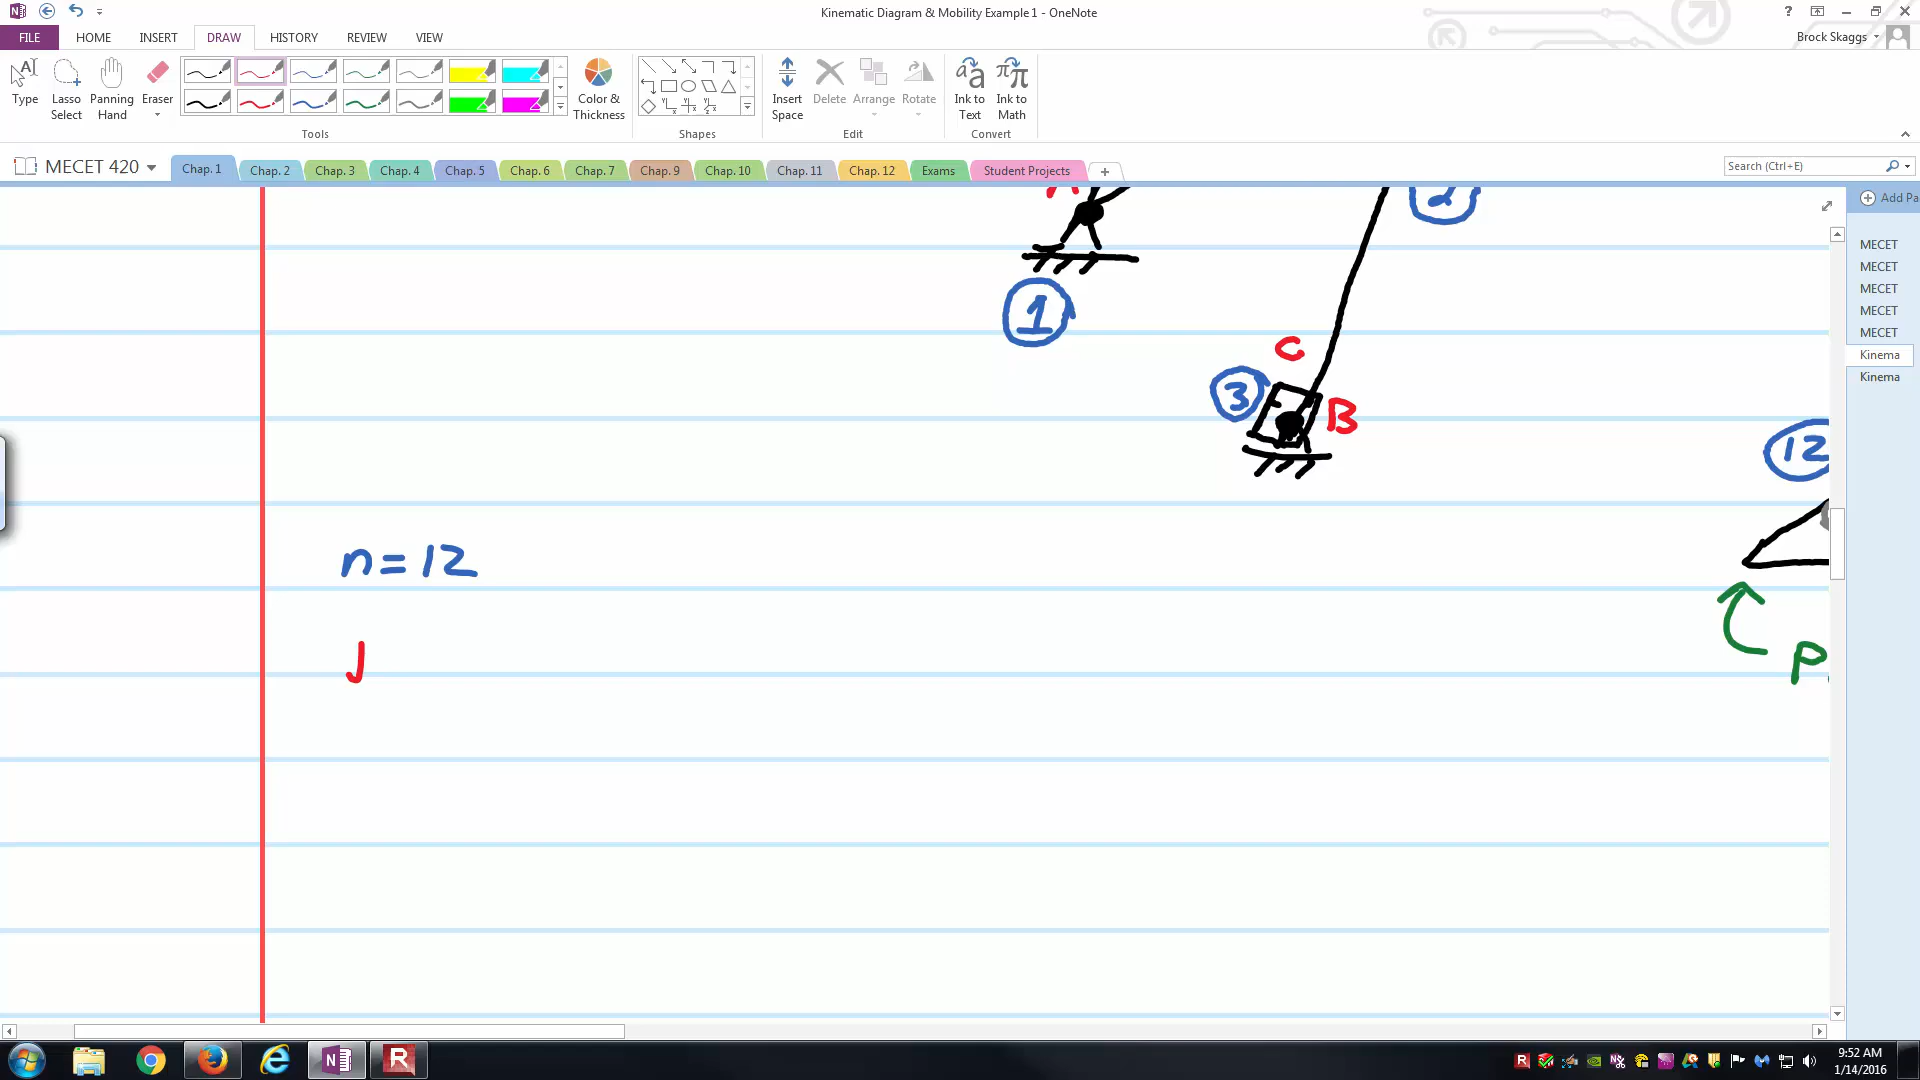 Kinematic Diagram & Mobility Example 1 - OneNote
FILE HOME INSERT DRAW HISTORY REVIEW VIEW
Brock Skaggs
Type
Lasso Select
Panning Hand
Eraser
Color & Thickness
Insert Space
Delete
Arrange
Rotate
Ink to Text
Ink to Math
Tools
Shapes
Edit
Convert
MECET 420
Chap. 1 Chap. 2 Chap. 3 Chap. 4 Chap. 5 Chap. 6 Chap. 7 Chap. 9 Chap. 10 Chap. 11 Chap. 12 Exams Student Projects
Search (Ctrl+E)
Add Pa
MECET
MECET
MECET
MECET
MECET
Kinema
Kinema
A
2
1
C
3
B
12
n = 12
J
P
9:52 AM
1/14/2016